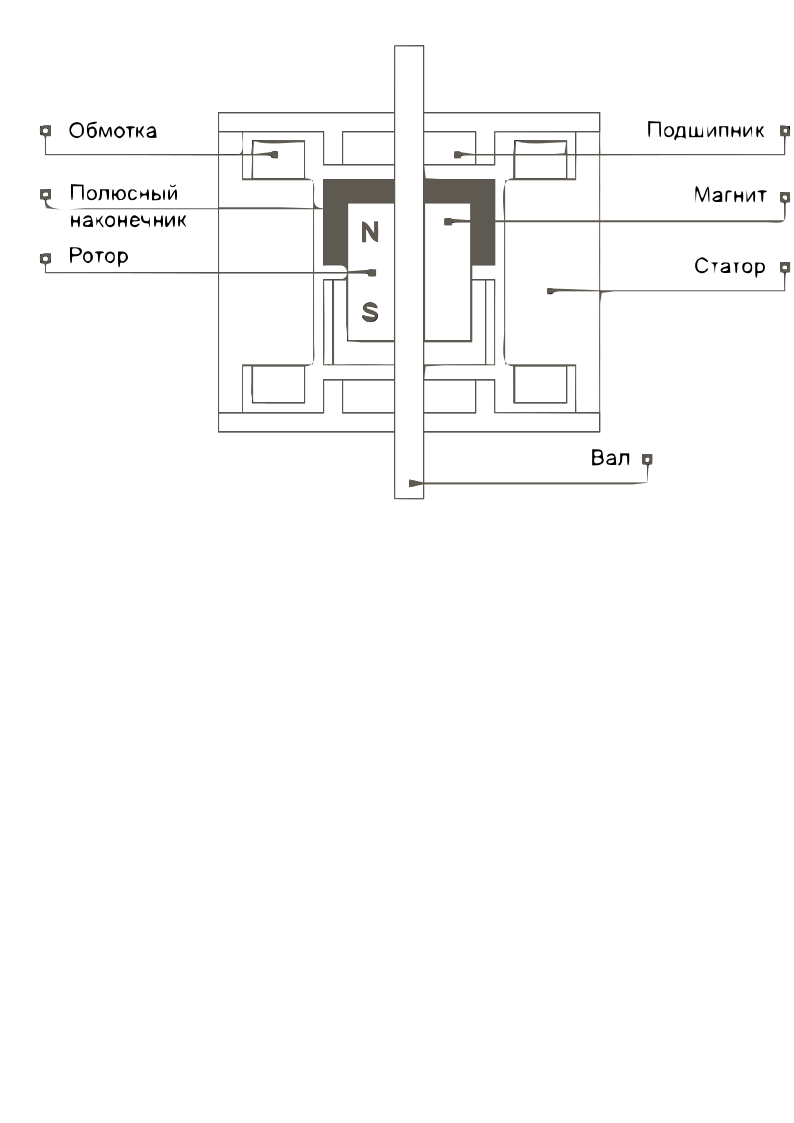 Обмотка
Подшипник
Полюсный
наконечник
Магнит
Ротор
Статор
N
S
Вал